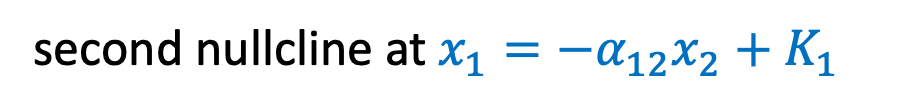 second nullcline at x₁ = −α₁₂x₂ + K₁